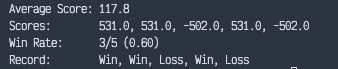 Average Score: 117.8
Scores: 531.0, 531.0, -502.0, 531.0, -502.0
Win Rate: 3/5 (0.60)
Record: Win, Win, Loss, Win, Loss